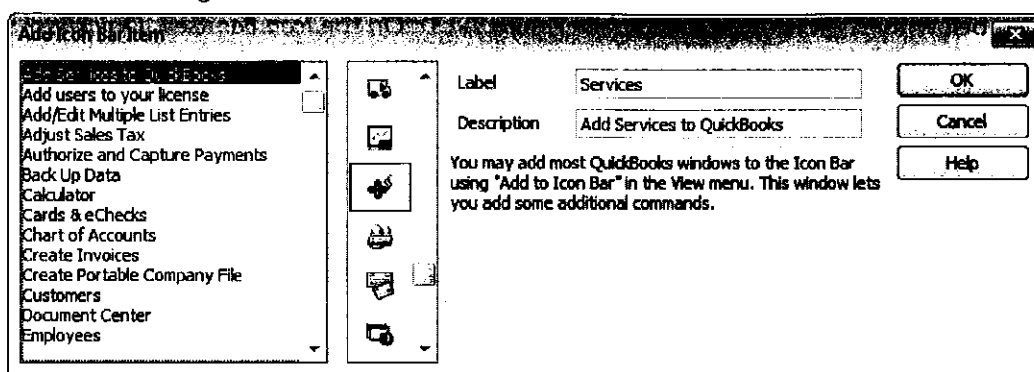 Add Icon Bar Item
Add Services to QuickBooks
Add users to your license
Add/Edit Multiple List Entries
Adjust Sales Tax
Authorize and Capture Payments
Back Up Data
Calculator
Cards & eChecks
Chart of Accounts
Create Invoices
Create Portable Company File
Customers
Document Center
Employees
Label Services
Description Add Services to QuickBooks
You may add most QuickBooks windows to the Icon Bar
using "Add to Icon Bar" in the View menu. This window lets
you add some additional commands.
OK
Cancel
Help